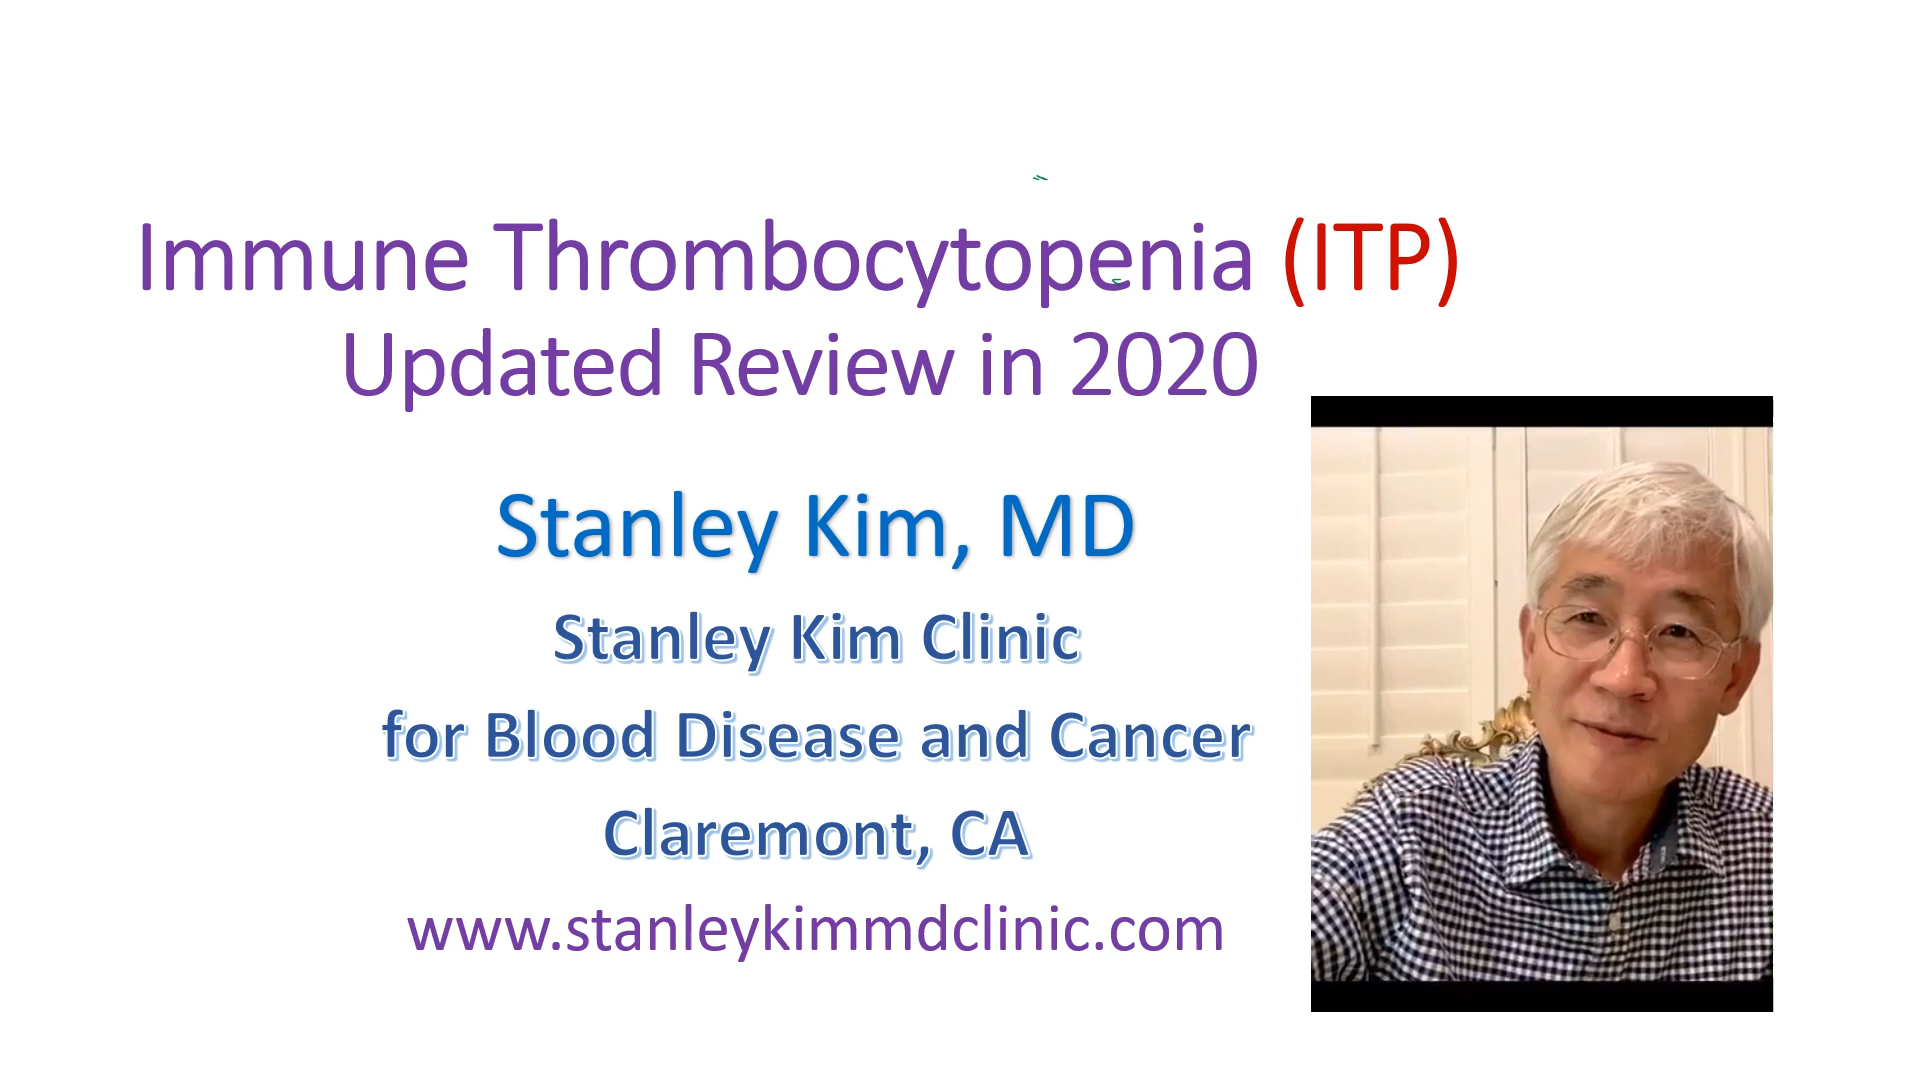 Immune Thrombocytopenia (ITP)
Updated Review in 2020
Stanley Kim, MD
Stanley Kim Clinic
for Blood Disease and Cancer
Claremont, CA
www.stanleykimmdclinic.com